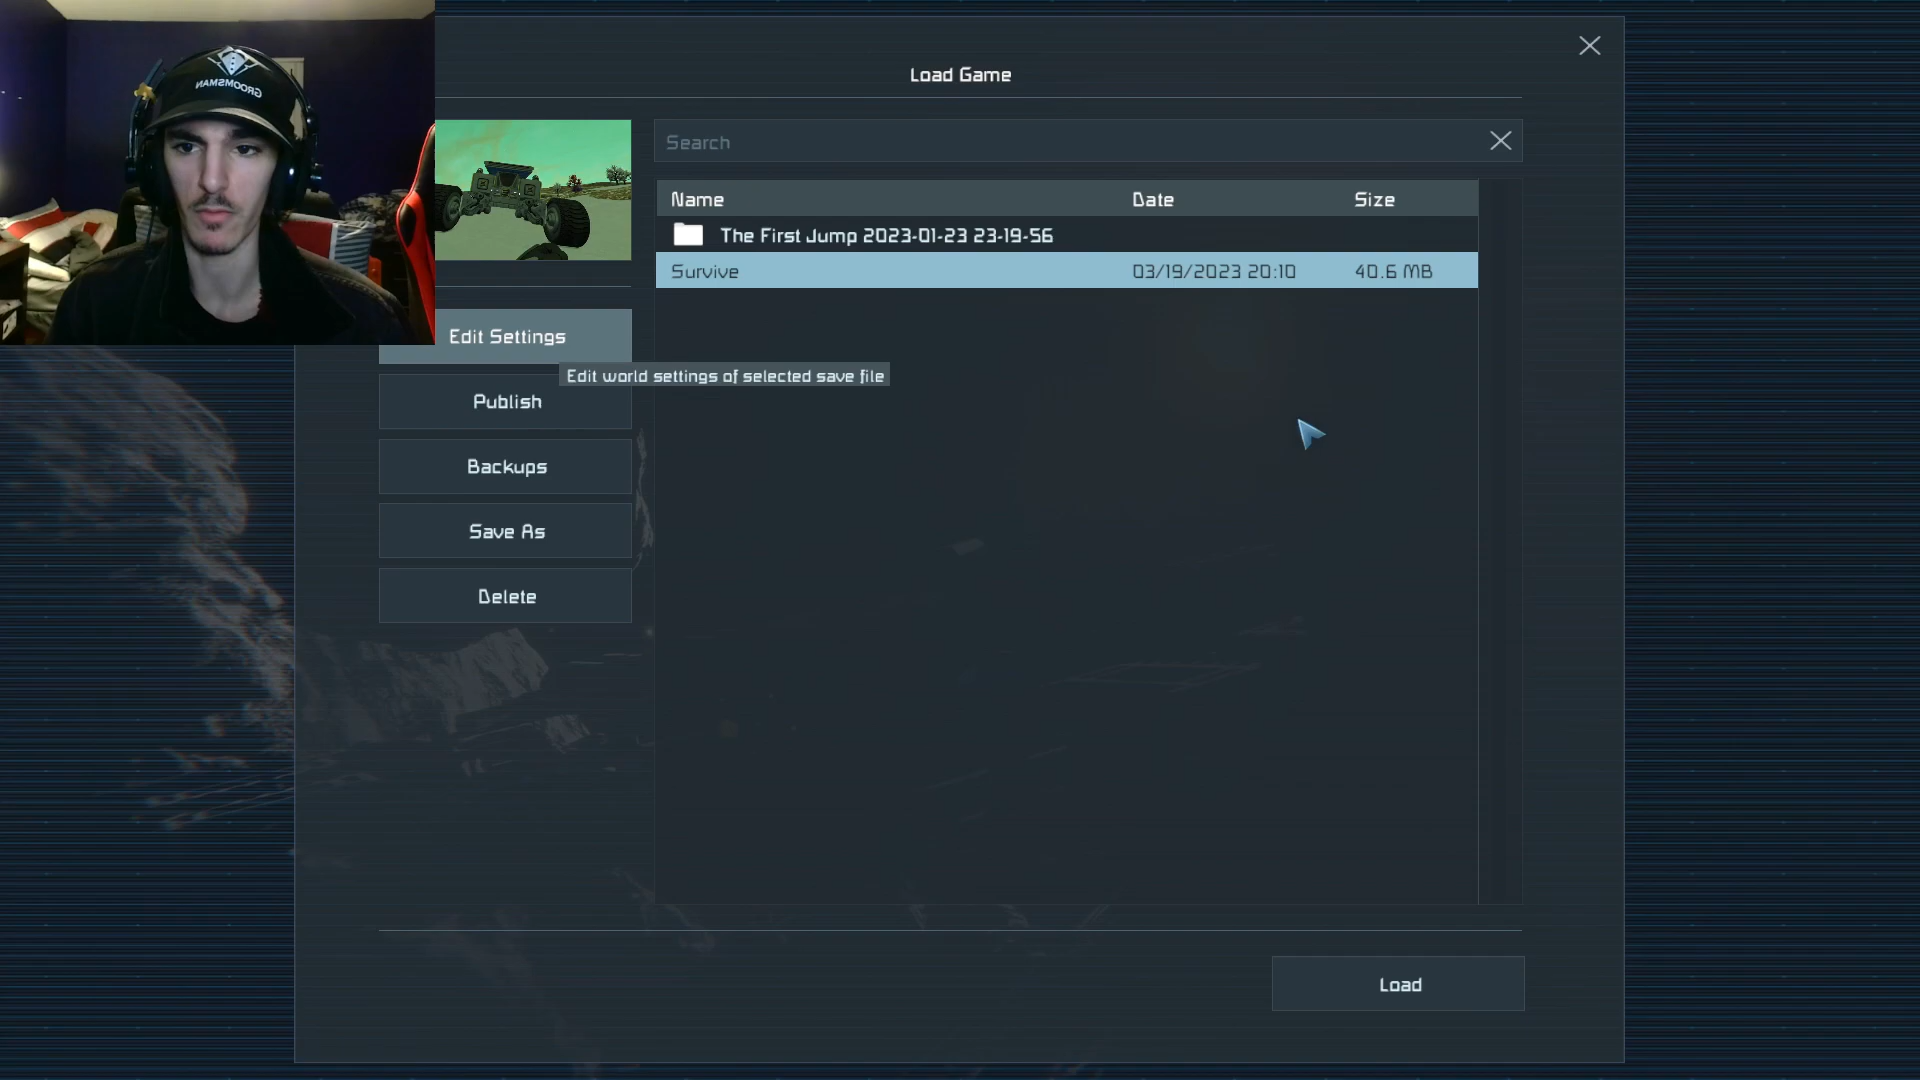 GROOMSMAN
Load Game
Search
Name Date Size
The First Jump 2023-01-23 23-19-56
Survive 03/19/2023 20:10 40.6 MB
Edit Settings
Edit world settings of selected save file
Publish
Backups
Save As
Delete
Load